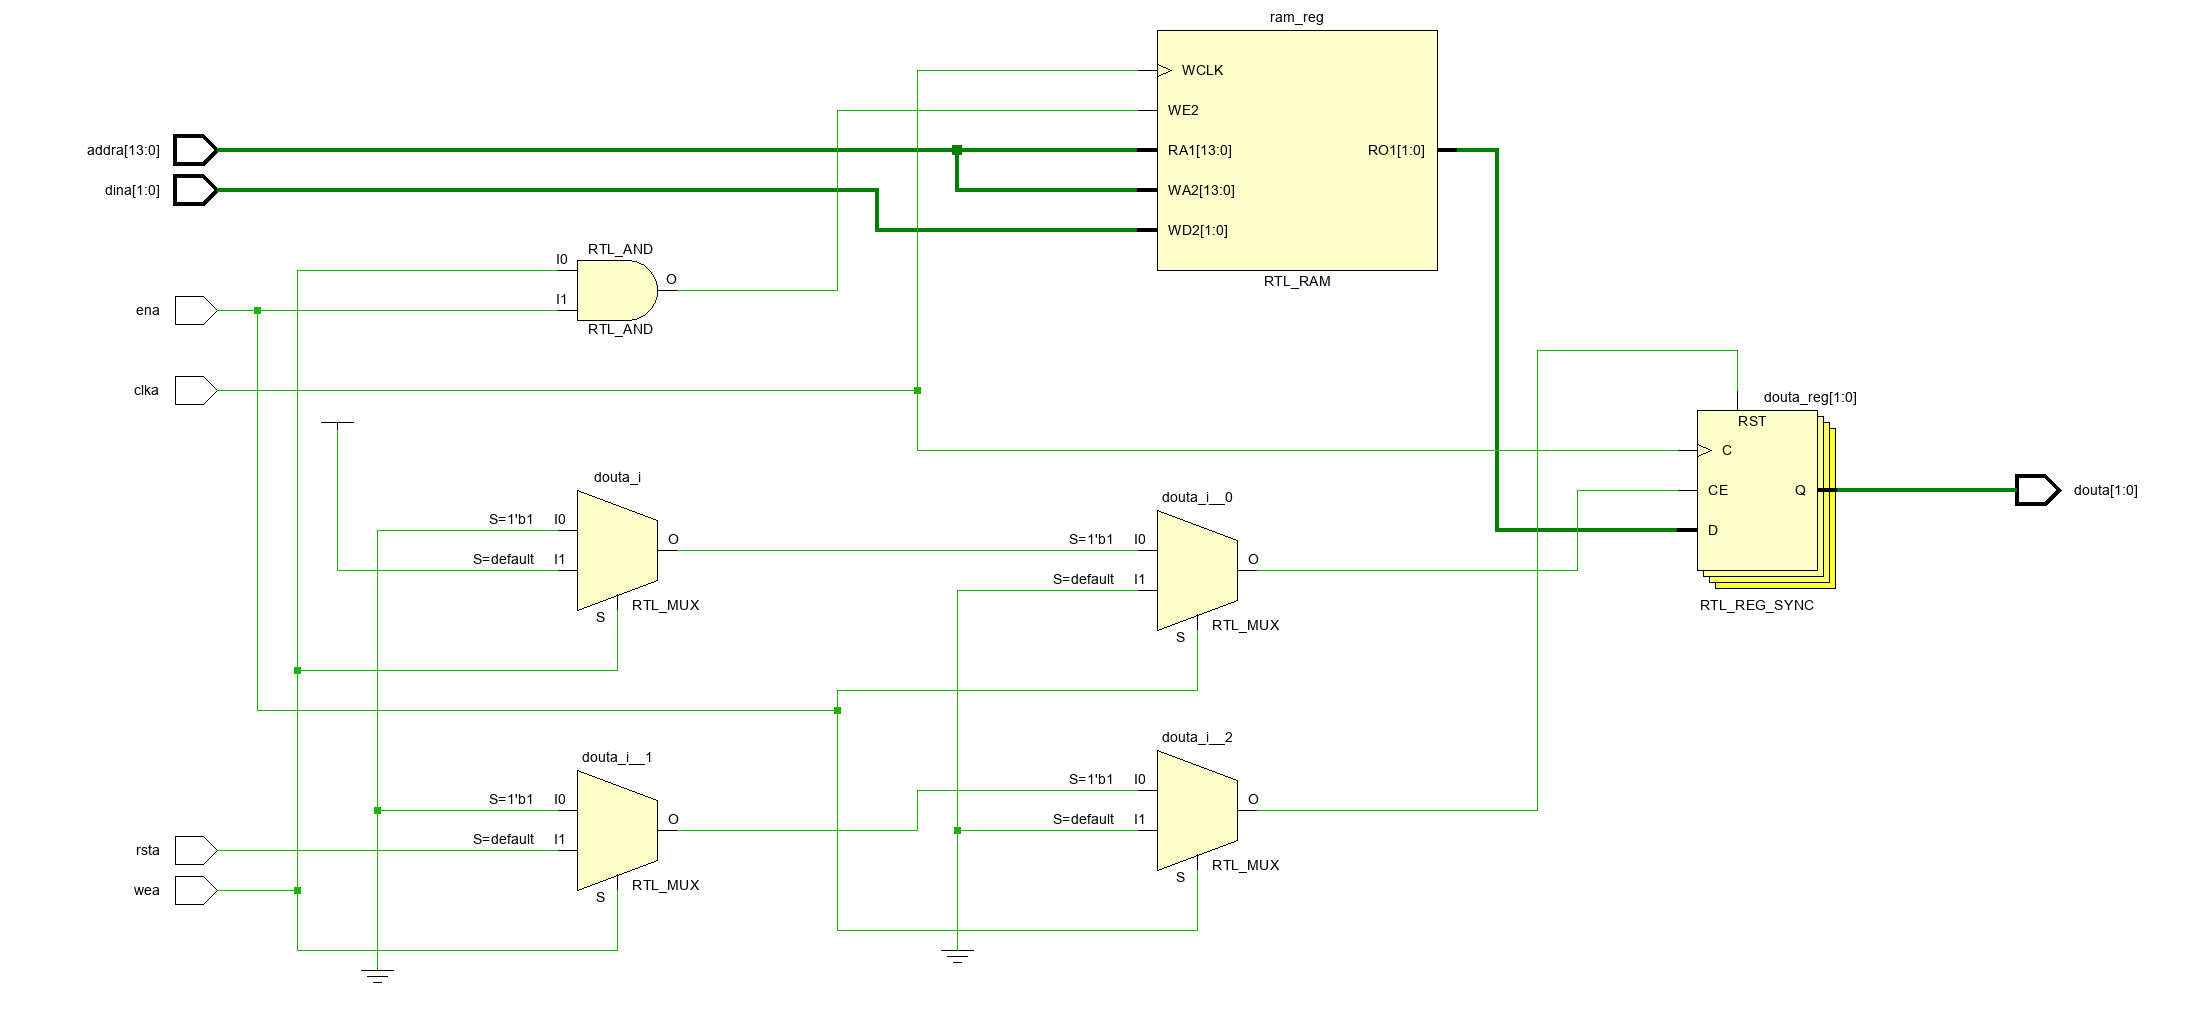 ram_reg
WCLK
WE2
addra[13:0]
RA1[13:0]
RO1[1:0]
dina[1:0]
WA2[13:0]
WD2[1:0]
RTL_AND
I0
O
RTL_RAM
I1
ena
RTL_AND
clka
douta_reg[1:0]
RST
C
douta_i
CE
Q
douta[1:0]
douta_i__0
S=1'b1
I0
D
O
S=1'b1
I0
S=default
I1
O
S=default
I1
RTL_MUX
RTL_REG_SYNC
S
RTL_MUX
S
douta_i__2
douta_i__1
S=1'b1
I0
S=1'b1
I0
O
O
S=default
I1
S=default
I1
rsta
RTL_MUX
S
wea
RTL_MUX
S